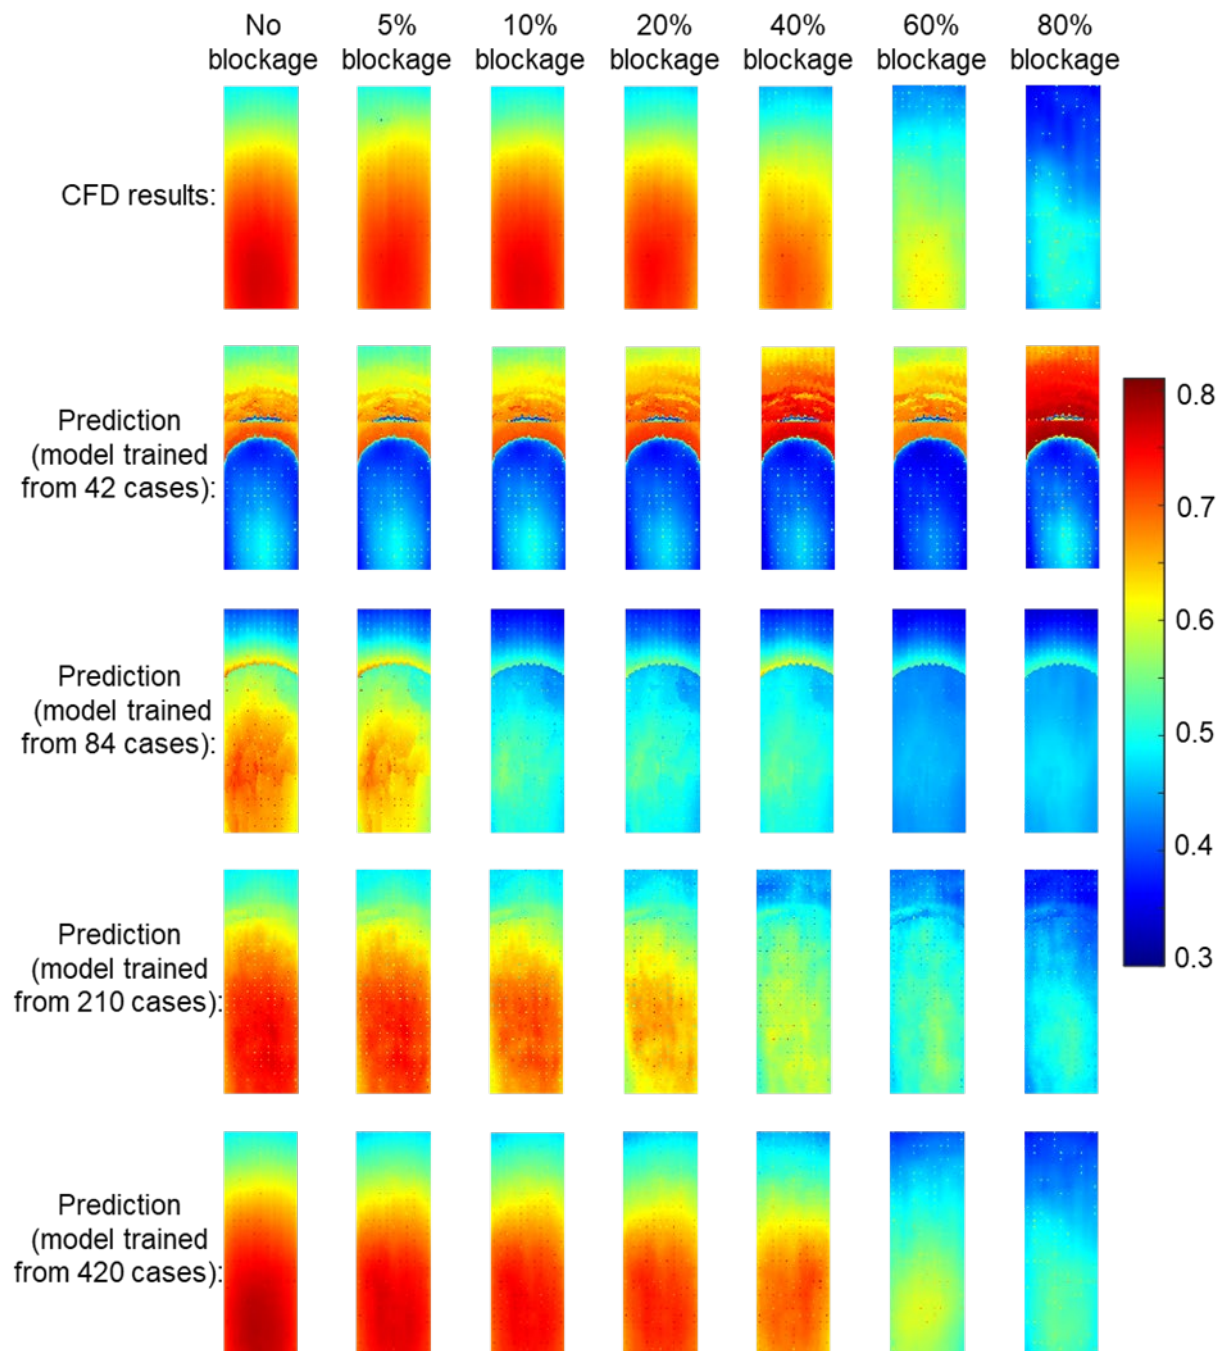 No
blockage
5%
blockage
10%
blockage
20%
blockage
40%
blockage
60%
blockage
80%
blockage
CFD results:
Prediction
(model trained
from 42 cases):
Prediction
(model trained
from 84 cases):
Prediction
(model trained
from 210 cases):
Prediction
(model trained
from 420 cases):
0.8
0.7
0.6
0.5
0.4
0.3